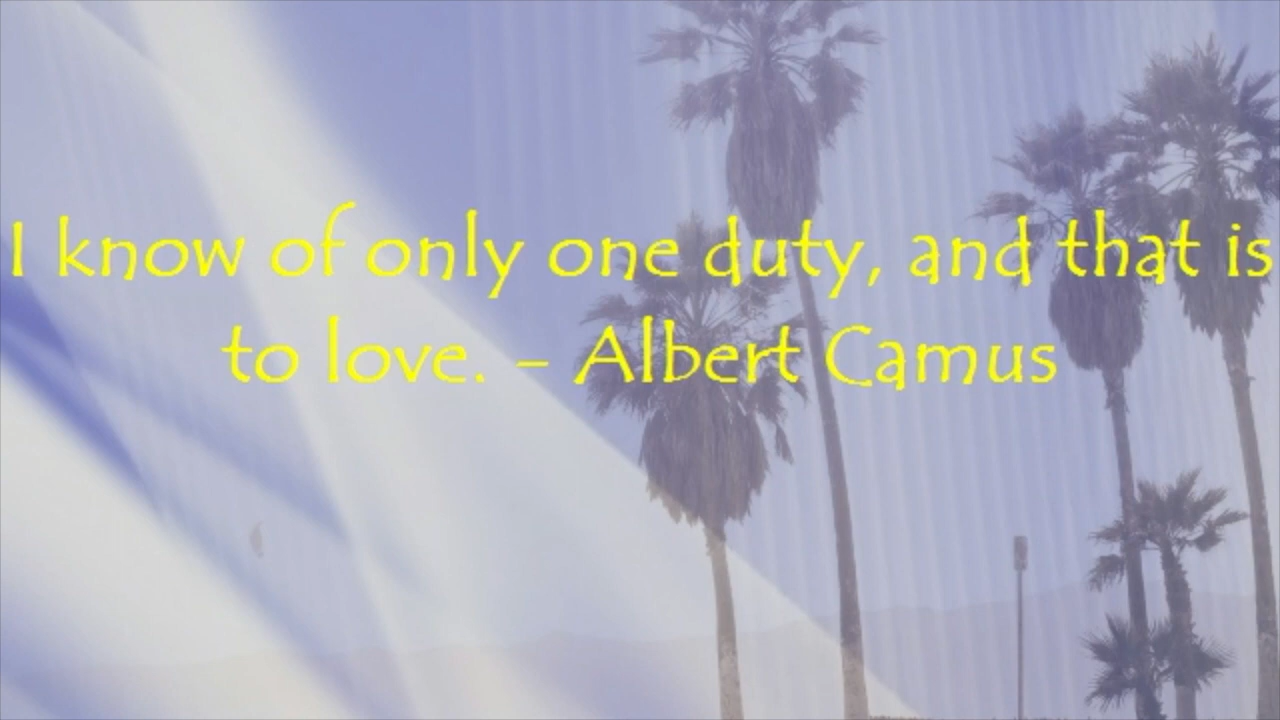 I know of only one duty, and that is
to love. - Albert Camus